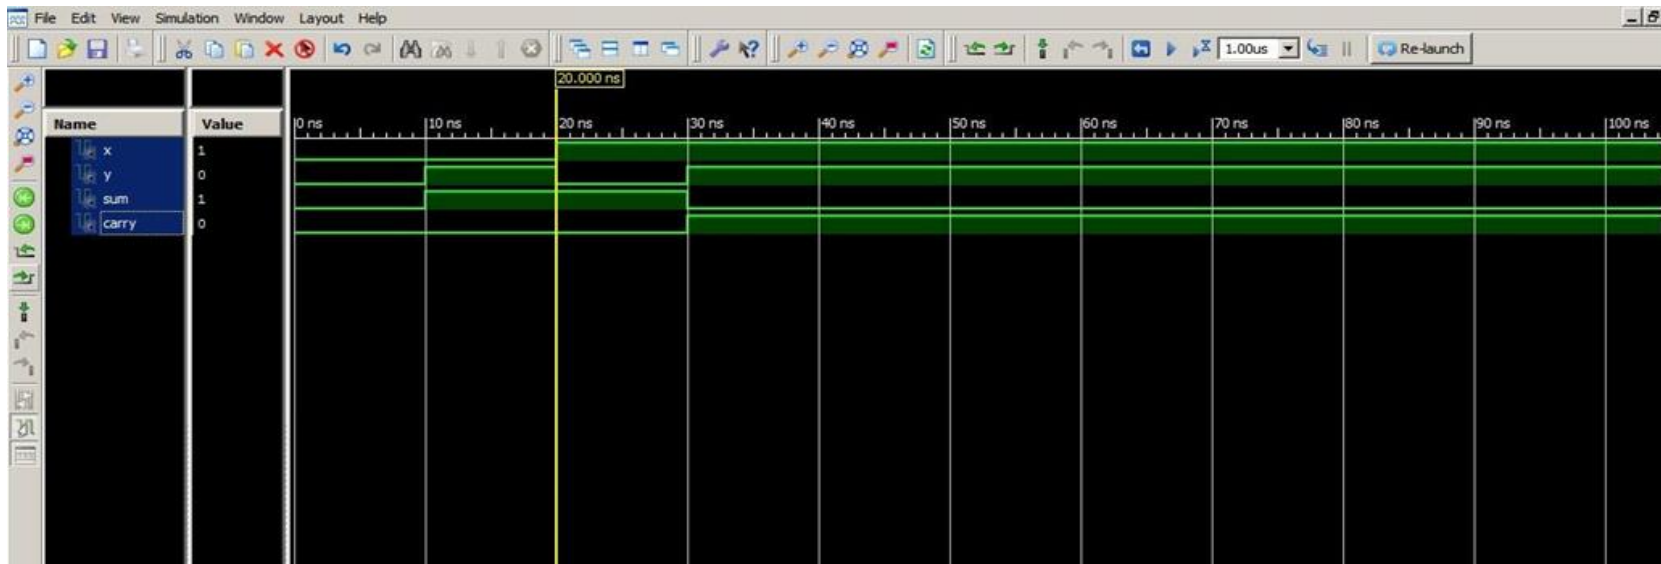 File Edit View Simulation Window Layout Help
1.00us Re-launch
20.000 ns
Name Value 0 ns 10 ns 20 ns 30 ns 40 ns 50 ns 60 ns 70 ns 80 ns 90 ns 100 ns
x 1
y 0
sum 1
carry 0